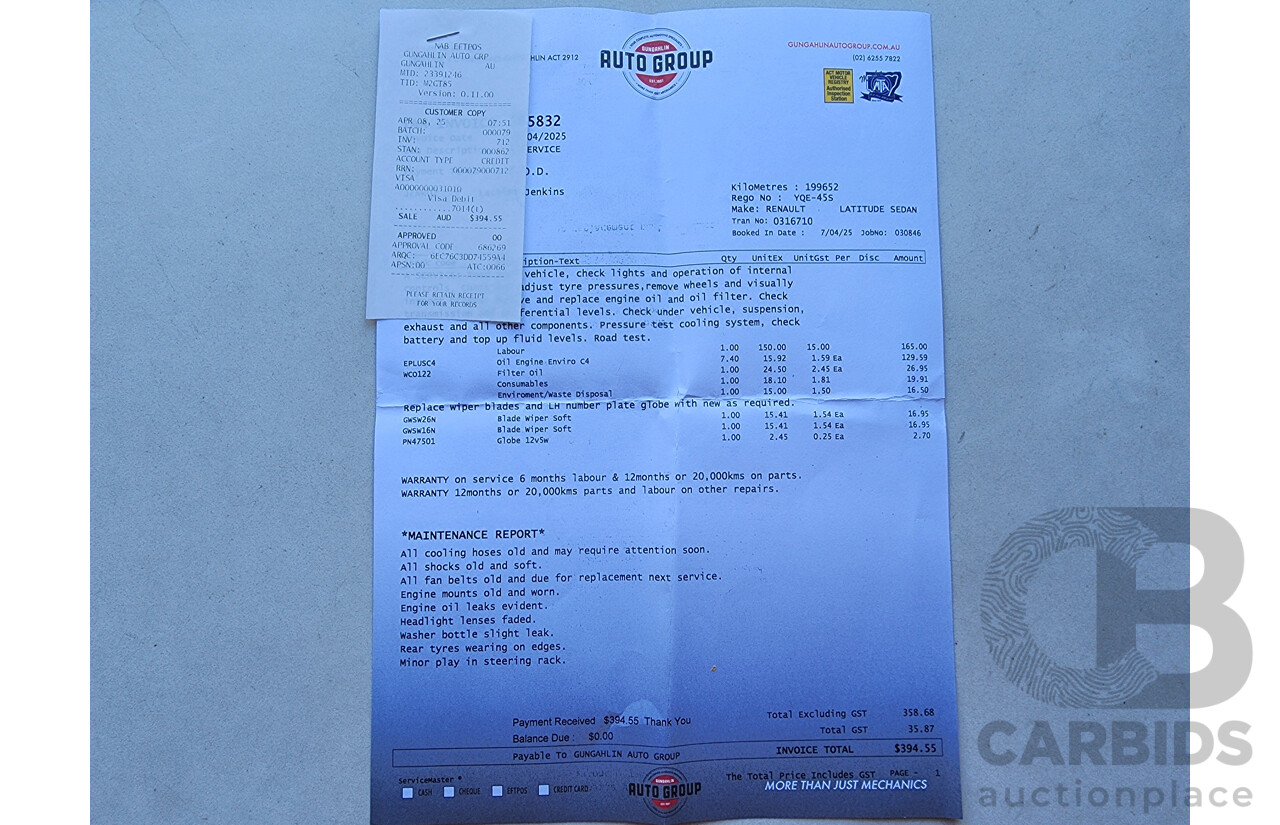 NAB EFTPOS
GUNGAHLIN AUTO GRP
GUNGAHLIN AU
MID: 23391246
TID: M2GT85
Version: 0.11.00
CUSTOMER COPY
APR 08, 25 07:51
BATCH: 000079
INV: 712
STAN: 000862
ACCOUNT TYPE CREDIT
RRN: 000079000712
VISA
A0000000031010
Visa Debit
............7014(t)
SALE AUD $394.55
APPROVED 00
APPROVAL CODE 686269
ARQC: 6EC76C3DD74559A4
APSN:00 ATC:0066
PLEASE RETAIN RECEIPT
FOR YOUR RECORDS
HLIN ACT 2912
GUNGAHLIN
AUTO GROUP
GUNGAHLINAUTOGROUP.COM.AU
(02) 6255 7822
ACT MOTOR
VEHICLE
REGISTRY
Authorised
Inspection
Station
5832
04/2025
ERVICE
O.D.
Jenkins
KiloMetres : 199652
Rego No : YQE-45S
Make: RENAULT LATITUDE SEDAN
Tran No: 0316710
Booked In Date : 7/04/25 JobNo: 030846
iption-Text Qty UnitEx UnitGst Per Disc Amount
vehicle, check lights and operation of internal
adjust tyre pressures,remove wheels and visually
ve and replace engine oil and oil filter. Check
ferential levels. Check under vehicle, suspension,
exhaust and all other components. Pressure test cooling system, check
battery and top up fluid levels. Road test.
Labour 1.00 150.00 15.00 165.00
EPLUSC4 Oil Engine Enviro C4 7.40 15.92 1.59 Ea 129.59
WCO122 Filter Oil 1.00 24.50 2.45 Ea 26.95
Consumables 1.00 18.10 1.81 19.91
Enviroment/Waste Disposal 1.00 15.00 1.50 16.50
Replace wiper blades and LH number plate globe with new as required.
GWSW26N Blade Wiper Soft 1.00 15.41 1.54 Ea 16.95
GWSW16N Blade Wiper Soft 1.00 15.41 1.54 Ea 16.95
PN47501 Globe 12v5w 1.00 2.45 0.25 Ea 2.70
WARRANTY on service 6 months labour & 12months or 20,000kms on parts.
WARRANTY 12months or 20,000kms parts and labour on other repairs.
*MAINTENANCE REPORT*
All cooling hoses old and may require attention soon.
All shocks old and soft.
All fan belts old and due for replacement next service.
Engine mounts old and worn.
Engine oil leaks evident.
Headlight lenses faded.
Washer bottle slight leak.
Rear tyres wearing on edges.
Minor play in steering rack.
Payment Received $394.55 Thank You
Balance Due : $0.00
Payable To GUNGAHLIN AUTO GROUP
Total Excluding GST 358.68
Total GST 35.87
INVOICE TOTAL $394.55
The Total Price Includes GST PAGE - 1
ServiceMaster *
CASH CHEQUE EFTPOS CREDIT CARD
GUNGAHLIN
AUTO GROUP
MORE THAN JUST MECHANICS
CB
CARBIDS
auctionplace